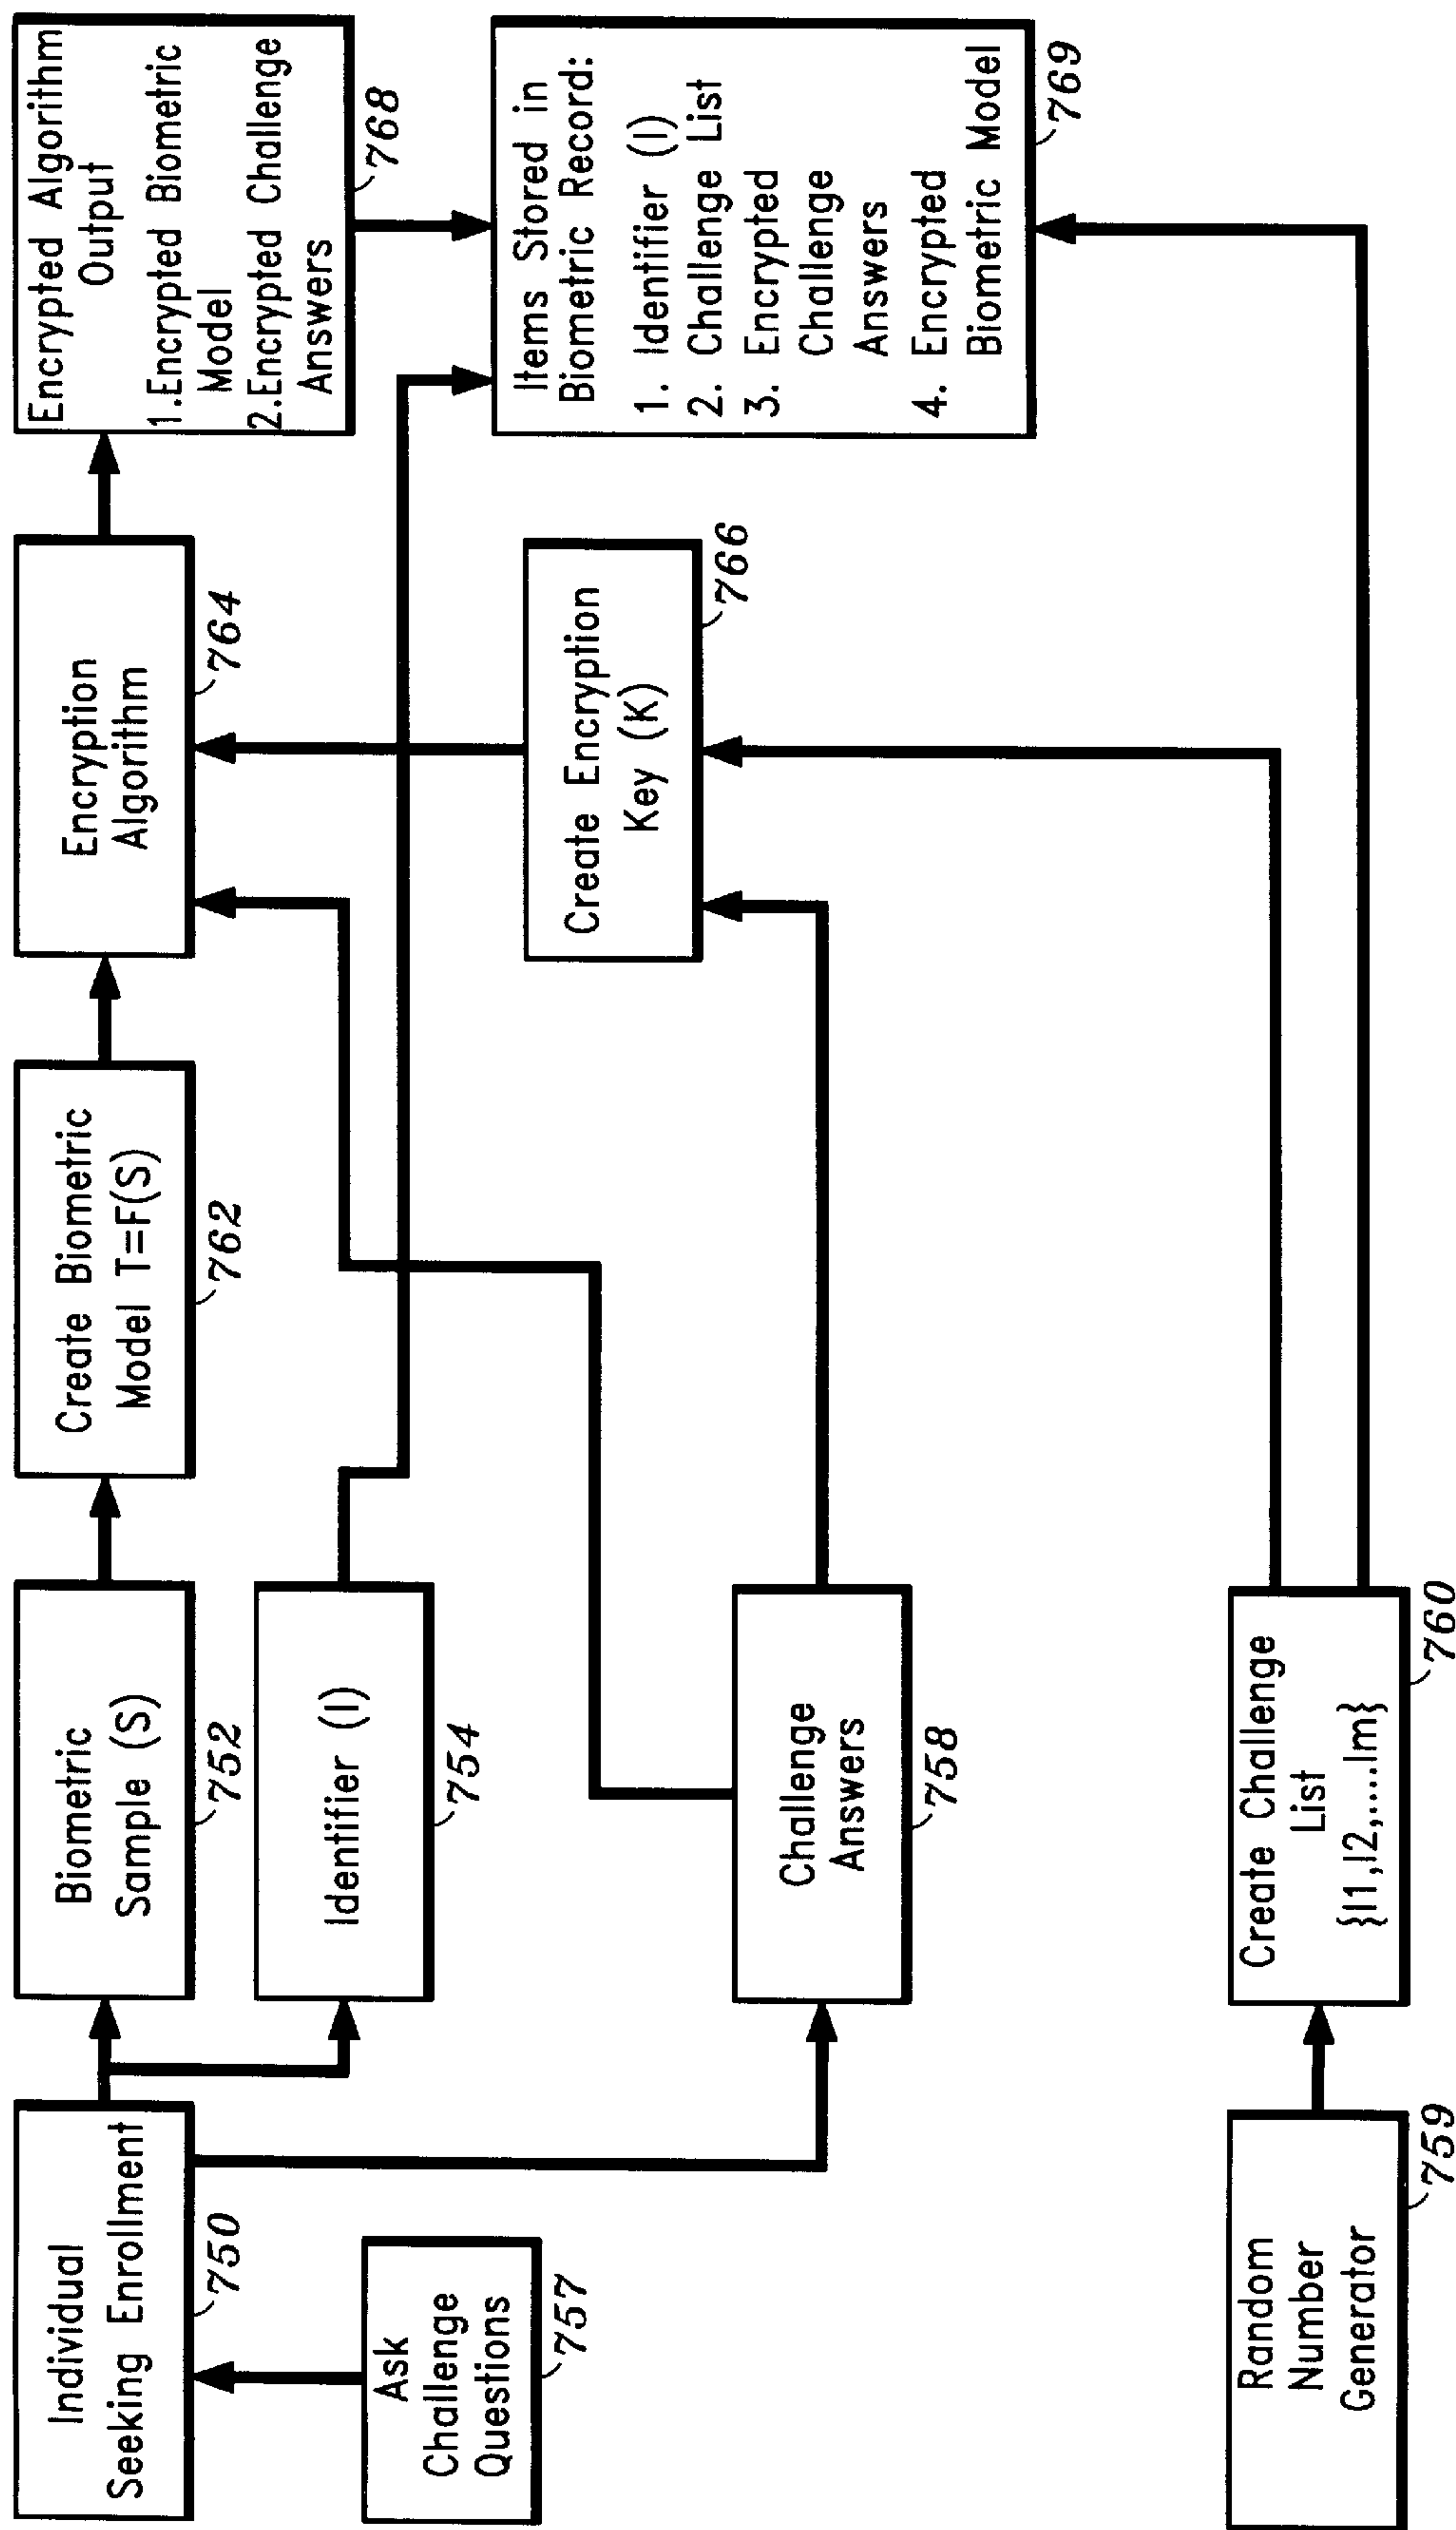 Individual
Seeking Enrollment
750
Ask
Challenge
Questions
757
Biometric
Sample (S)
752
Identifier (I)
754
Challenge
Answers
758
Random
Number
Generator
759
Create Challenge
List
{I1,I2,....Im}
760
Create Biometric
Model T=F(S)
762
Encryption
Algorithm
764
Create Encryption
Key (K)
766
Encrypted Algorithm
Output
1.Encrypted Biometric
Model
2.Encrypted Challenge
Answers
768
Items Stored in
Biometric Record:
1. Identifier (I)
2. Challenge List
3. Encrypted
Challenge
Answers
4. Encrypted
Biometric Model
769